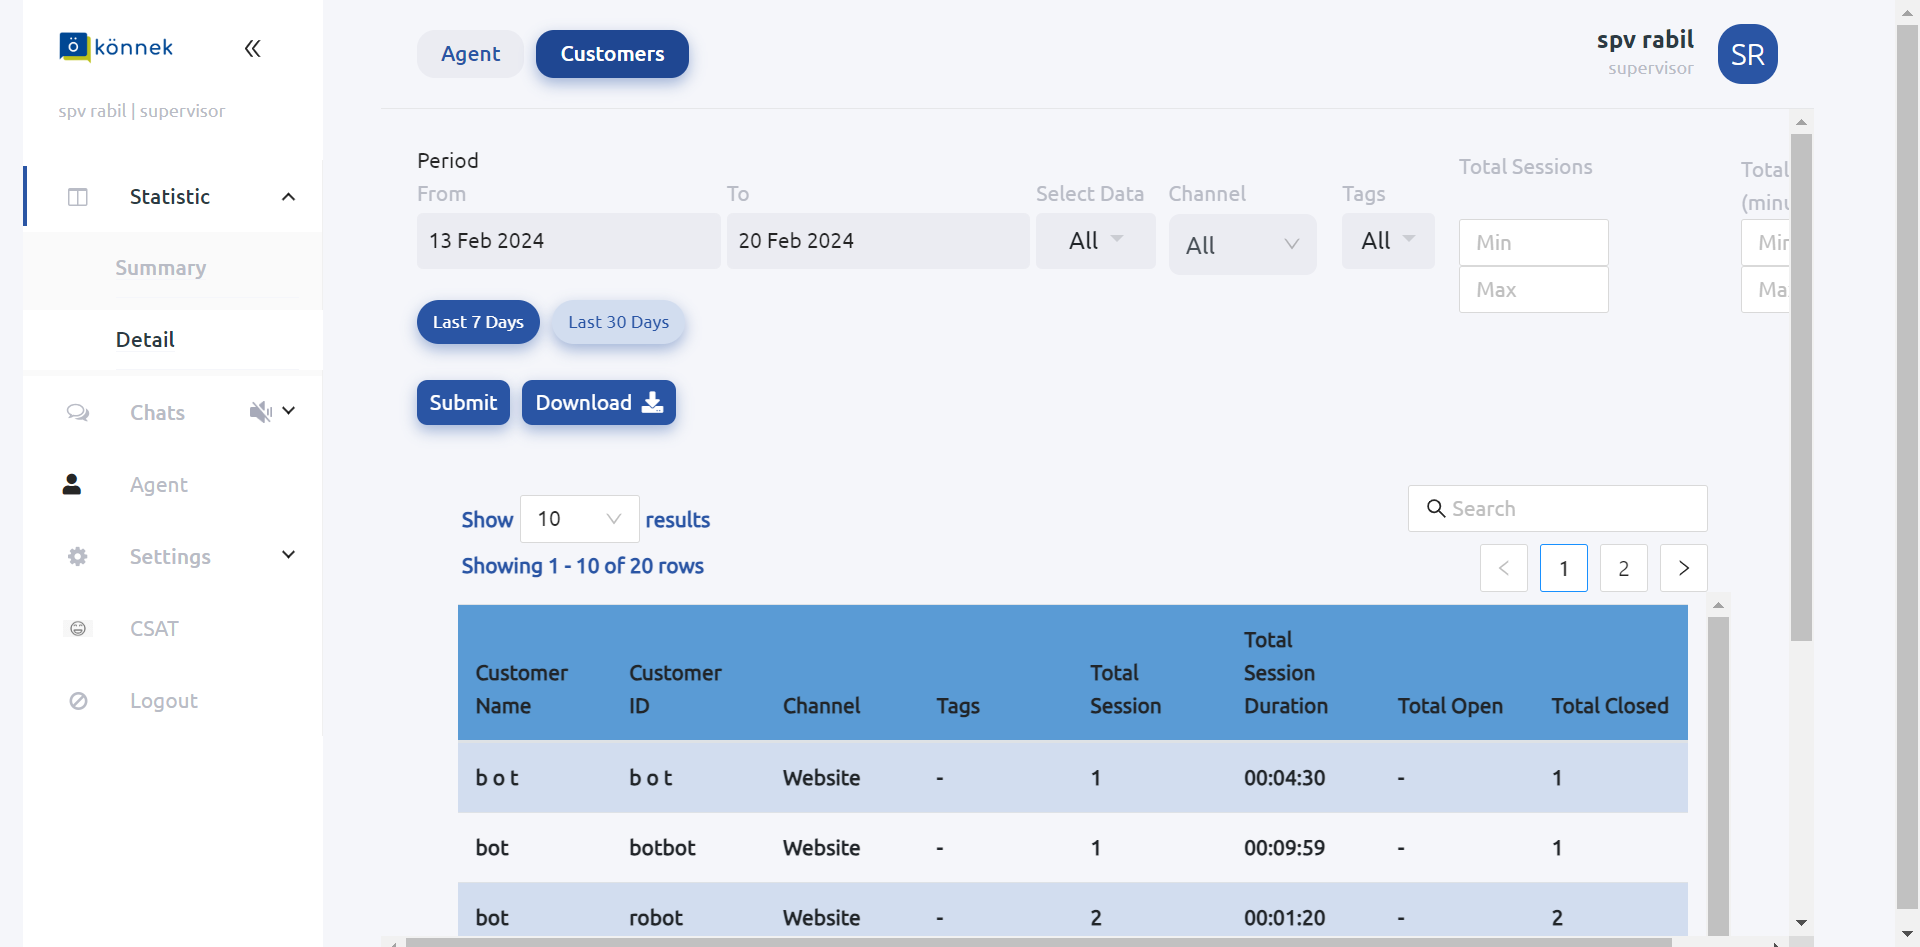 ö könnek
spv rabil | supervisor
Statistic
Summary
Detail
Chats
Agent
Settings
CSAT
Logout
Agent
Customers
spv rabil
supervisor
SR
Period
From
To
Select Data
Channel
Tags
Total Sessions
Total
13 Feb 2024
20 Feb 2024
All
All
All
Min
Max
Last 7 Days
Last 30 Days
Submit
Download
Show 10 results
Showing 1 - 10 of 20 rows
Search
< 1 2 >
Customer Name
Customer ID
Channel
Tags
Total Session
Total Session Duration
Total Open
Total Closed
b o t b o t Website - 1 00:04:30 - 1
bot botbot Website - 1 00:09:59 - 1
bot robot Website - 2 00:01:20 - 2